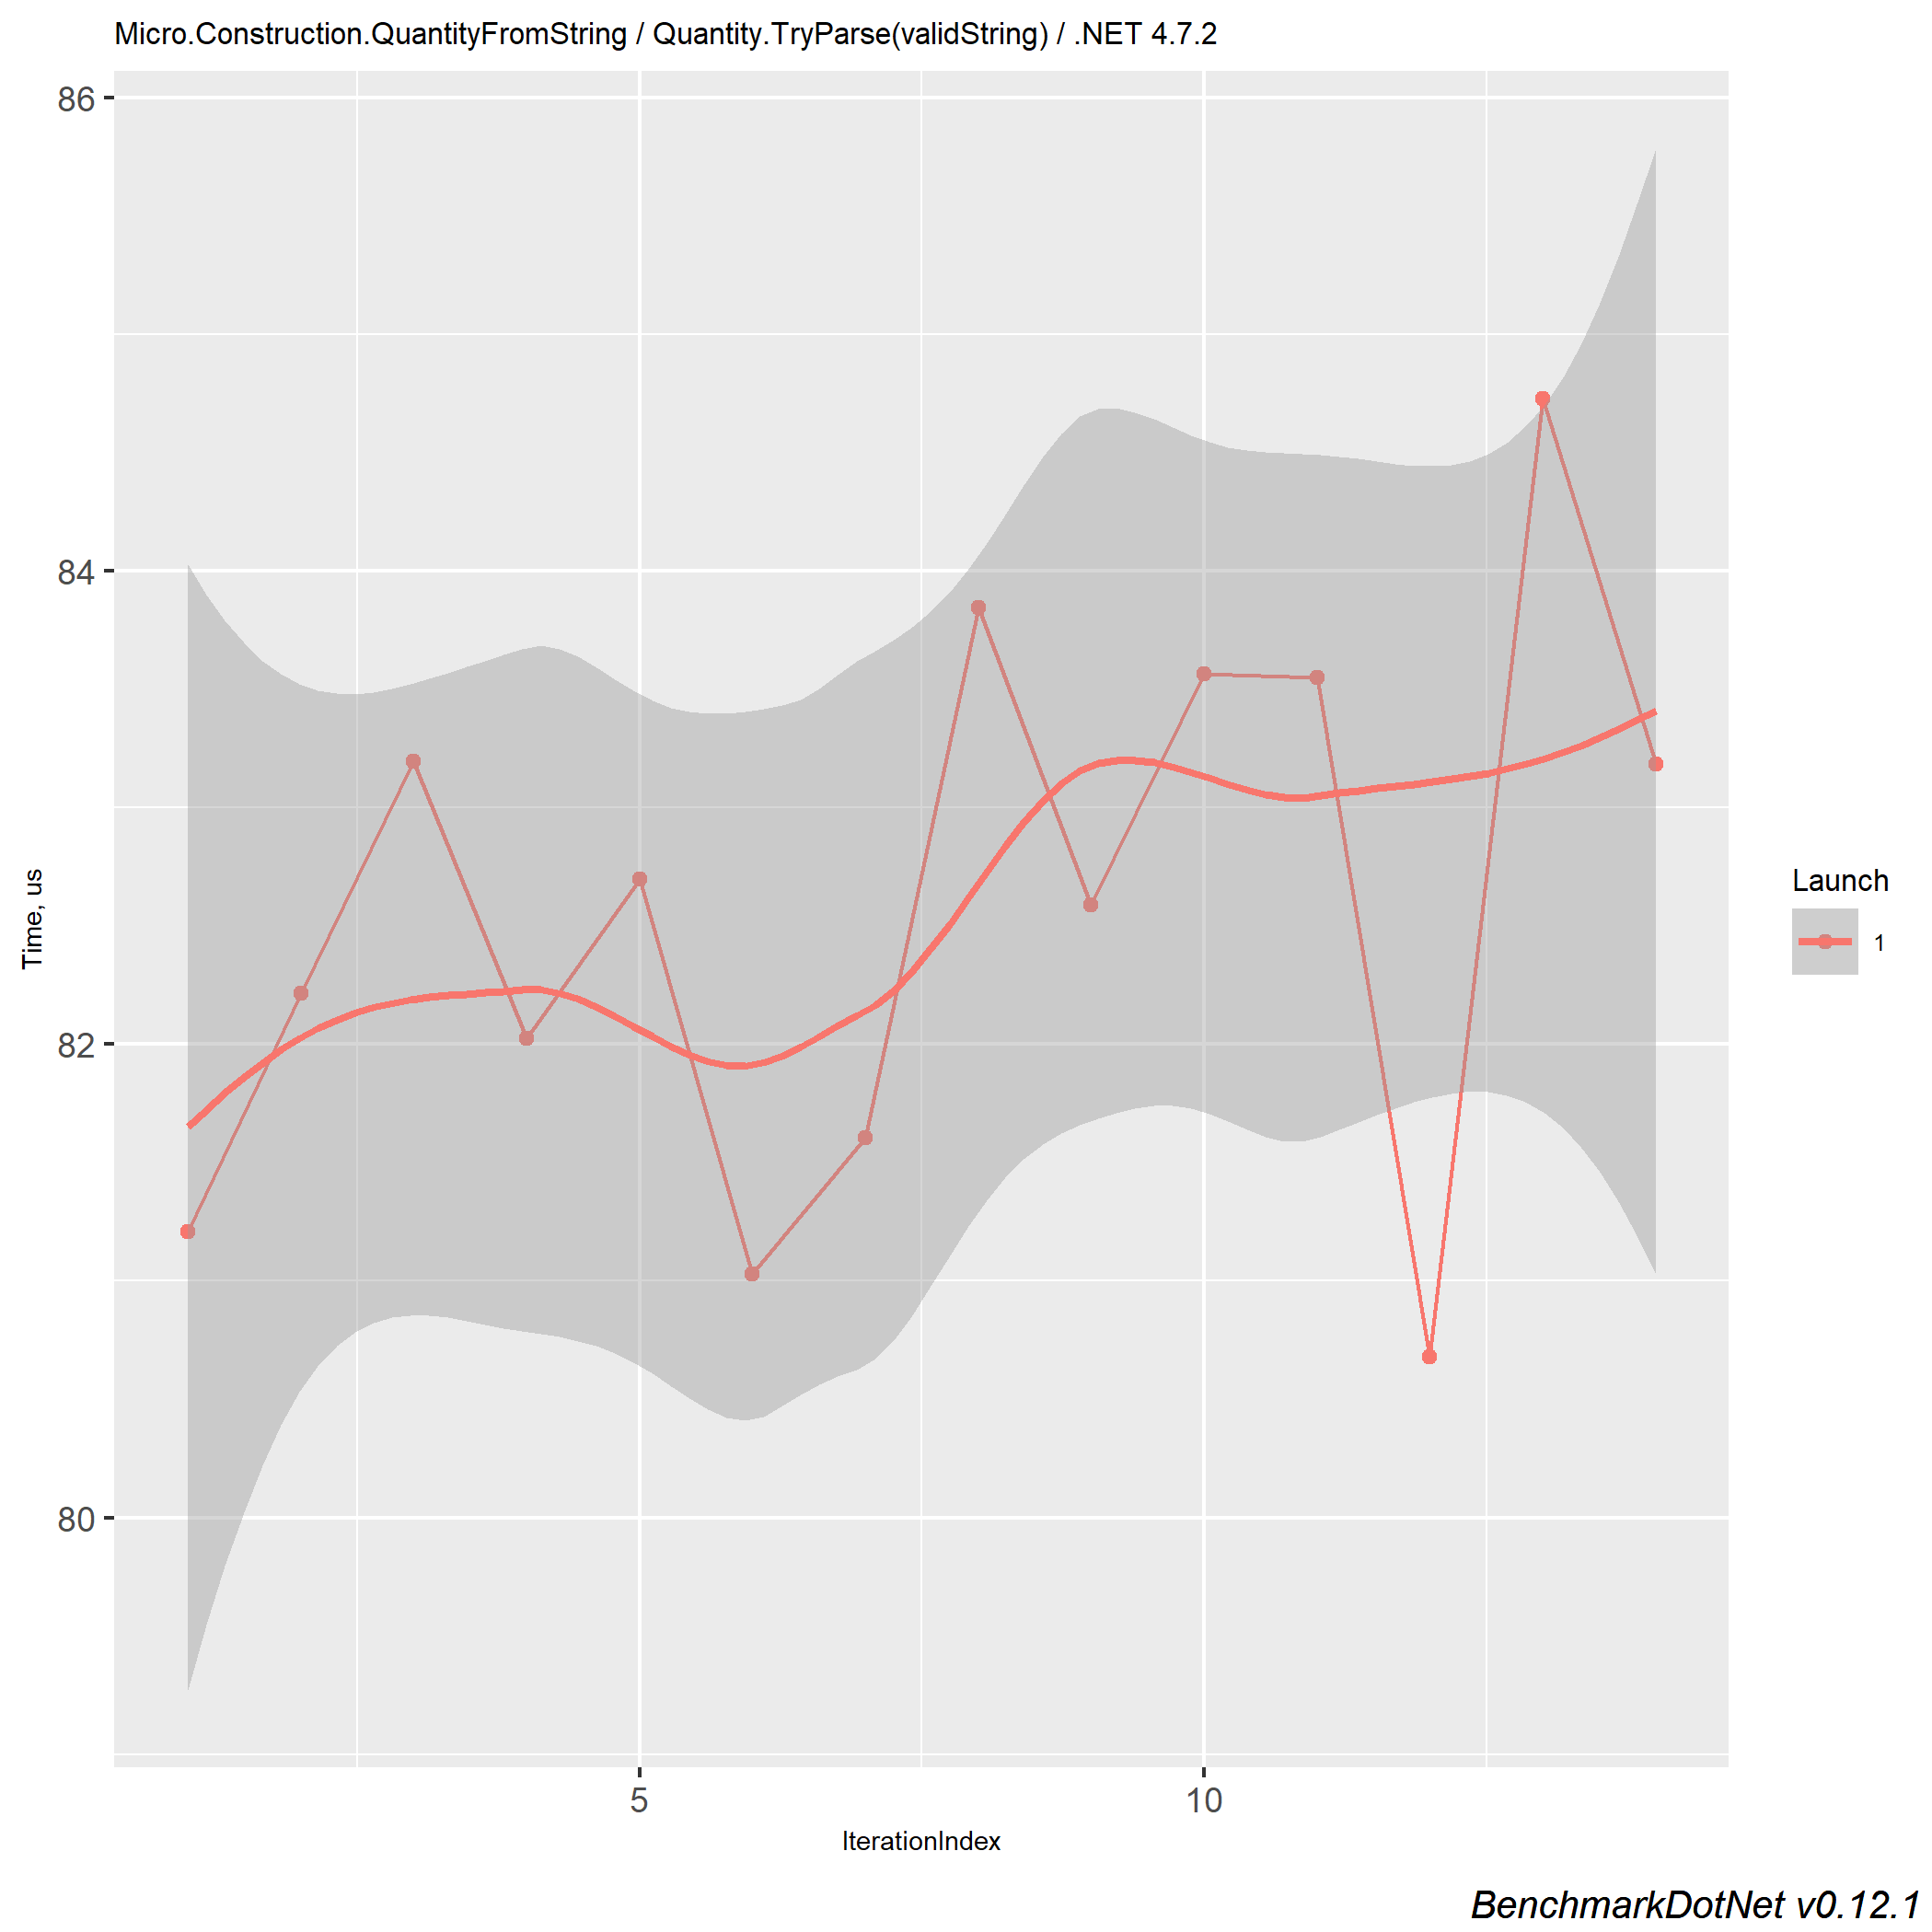 Micro.Construction.QuantityFromString / Quantity.TryParse(validString) / .NET 4.7.2
86
84
82
80
Time, us
5
10
IterationIndex
Launch
1
BenchmarkDotNet v0.12.1